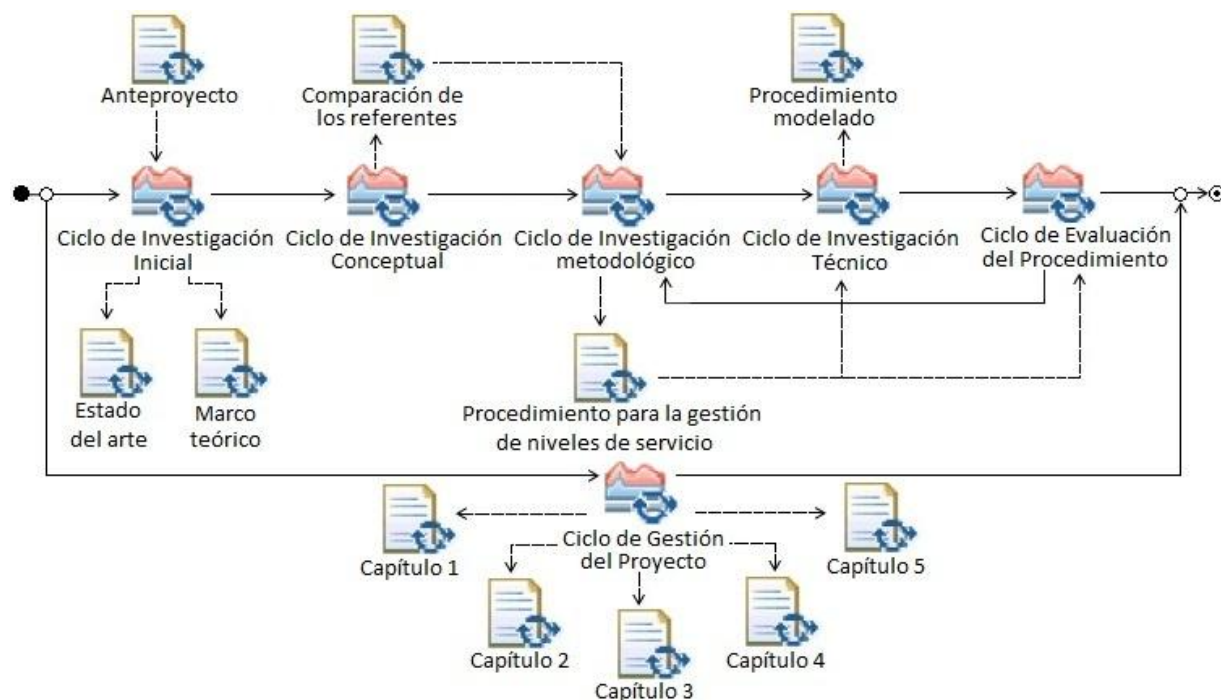 Anteproyecto
Comparación de
los referentes
Procedimiento
modelado
Ciclo de Investigación
Inicial
Ciclo de Investigación
Conceptual
Ciclo de Investigación
metodológico
Ciclo de Investigación
Técnico
Ciclo de Evaluación
del Procedimiento
Estado
del arte
Marco
teórico
Procedimiento para la gestión
de niveles de servicio
Ciclo de Gestión
del Proyecto
Capítulo 1
Capítulo 2
Capítulo 3
Capítulo 4
Capítulo 5